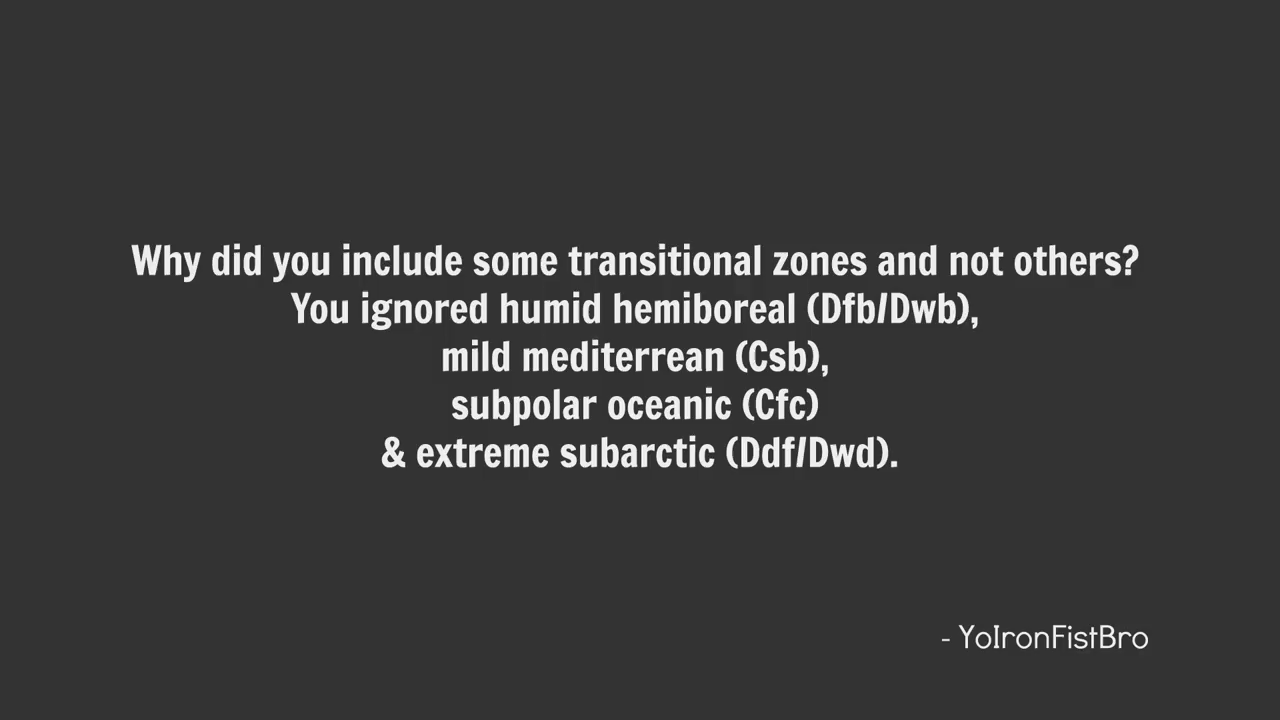 Why did you include some transitional zones and not others?
You ignored humid hemiboreal (Dfb/Dwb),
mild mediterrean (Csb),
subpolar oceanic (Cfc)
& extreme subarctic (Ddf/Dwd).
- YoIronFistBro